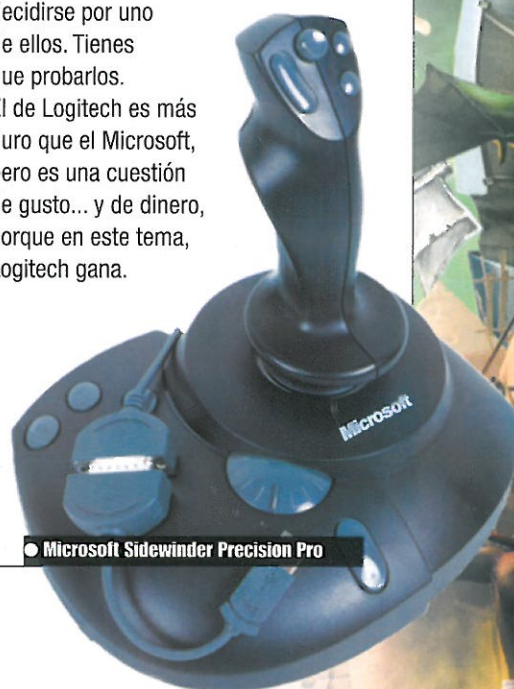 ecidirse por uno
e ellos. Tienes
ue probarlos.
l de Logitech es más
uro que el Microsoft,
ero es una cuestión
e gusto... y de dinero,
orque en este tema,
ogitech gana.
Microsoft
Microsoft Sidewinder Precision Pro